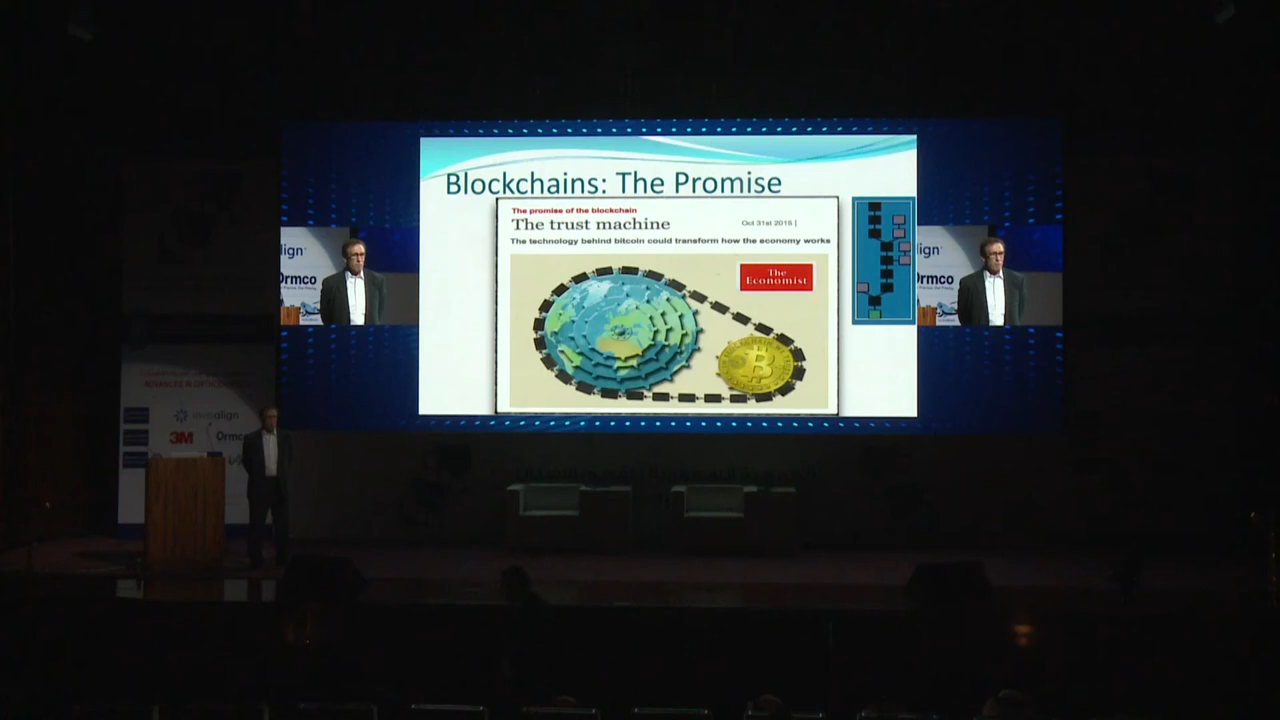 Blockchains: The Promise
The promise of the blockchain
The trust machine
Oct 31st 2015
The technology behind bitcoin could transform how the economy works
The
Economist
lign
Ormco
lign
Ormco
invisalign
3M
Ormco